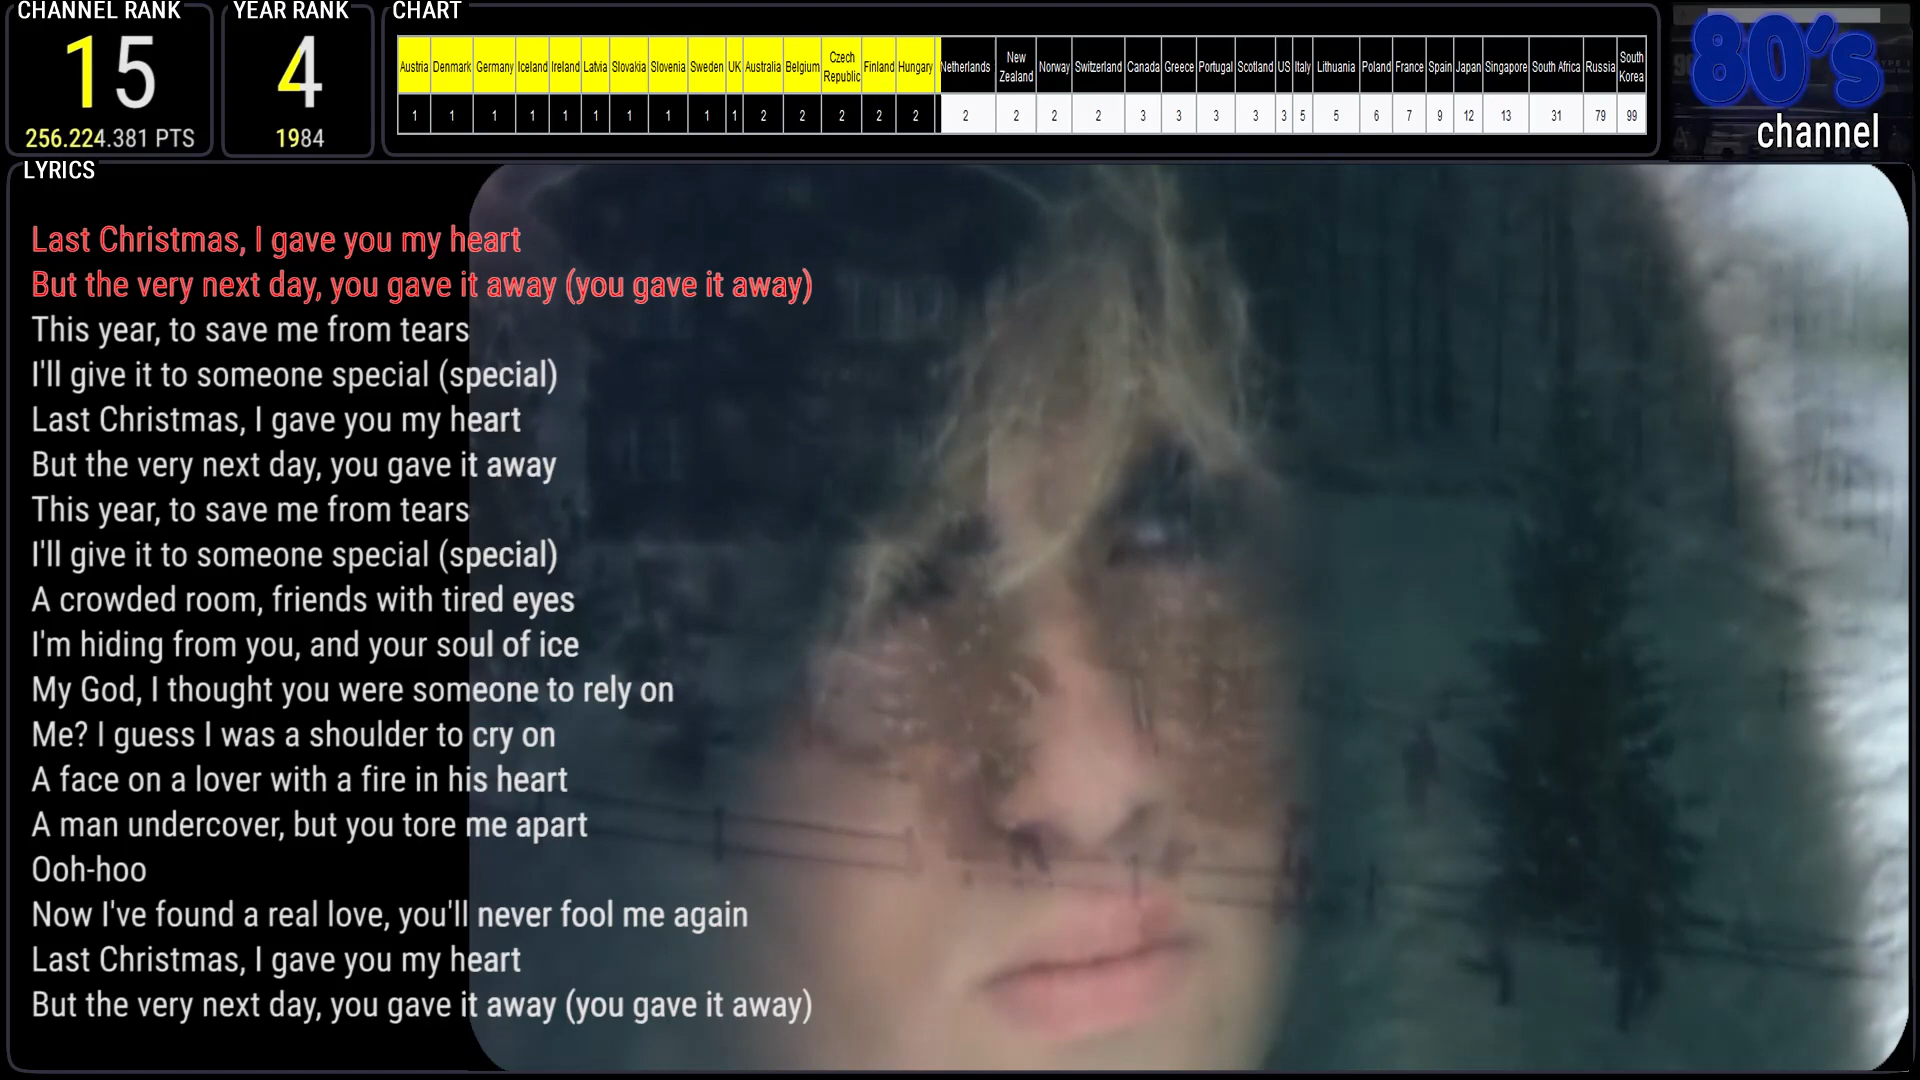 CHANNEL RANK
15
256.224.381 PTS
YEAR RANK
4
1984
CHART
Austria Denmark Germany Iceland Ireland Latvia Slovakia Slovenia Sweden UK Australia Belgium Czech Republic Finland Hungary Netherlands New Zealand Norway Switzerland Canada Greece Portugal Scotland US Italy Lithuania Poland France Spain Japan Singapore South Africa Russia South Korea
1 1 1 1 1 1 1 1 1 1 2 2 2 2 2 2 2 2 2 3 3 3 3 3 5 5 6 7 9 12 13 31 79 99
80's
channel
LYRICS
Last Christmas, I gave you my heart
But the very next day, you gave it away (you gave it away)
This year, to save me from tears
I'll give it to someone special (special)
Last Christmas, I gave you my heart
But the very next day, you gave it away
This year, to save me from tears
I'll give it to someone special (special)
A crowded room, friends with tired eyes
I'm hiding from you, and your soul of ice
My God, I thought you were someone to rely on
Me? I guess I was a shoulder to cry on
A face on a lover with a fire in his heart
A man undercover, but you tore me apart
Ooh-hoo
Now I've found a real love, you'll never fool me again
Last Christmas, I gave you my heart
But the very next day, you gave it away (you gave it away)